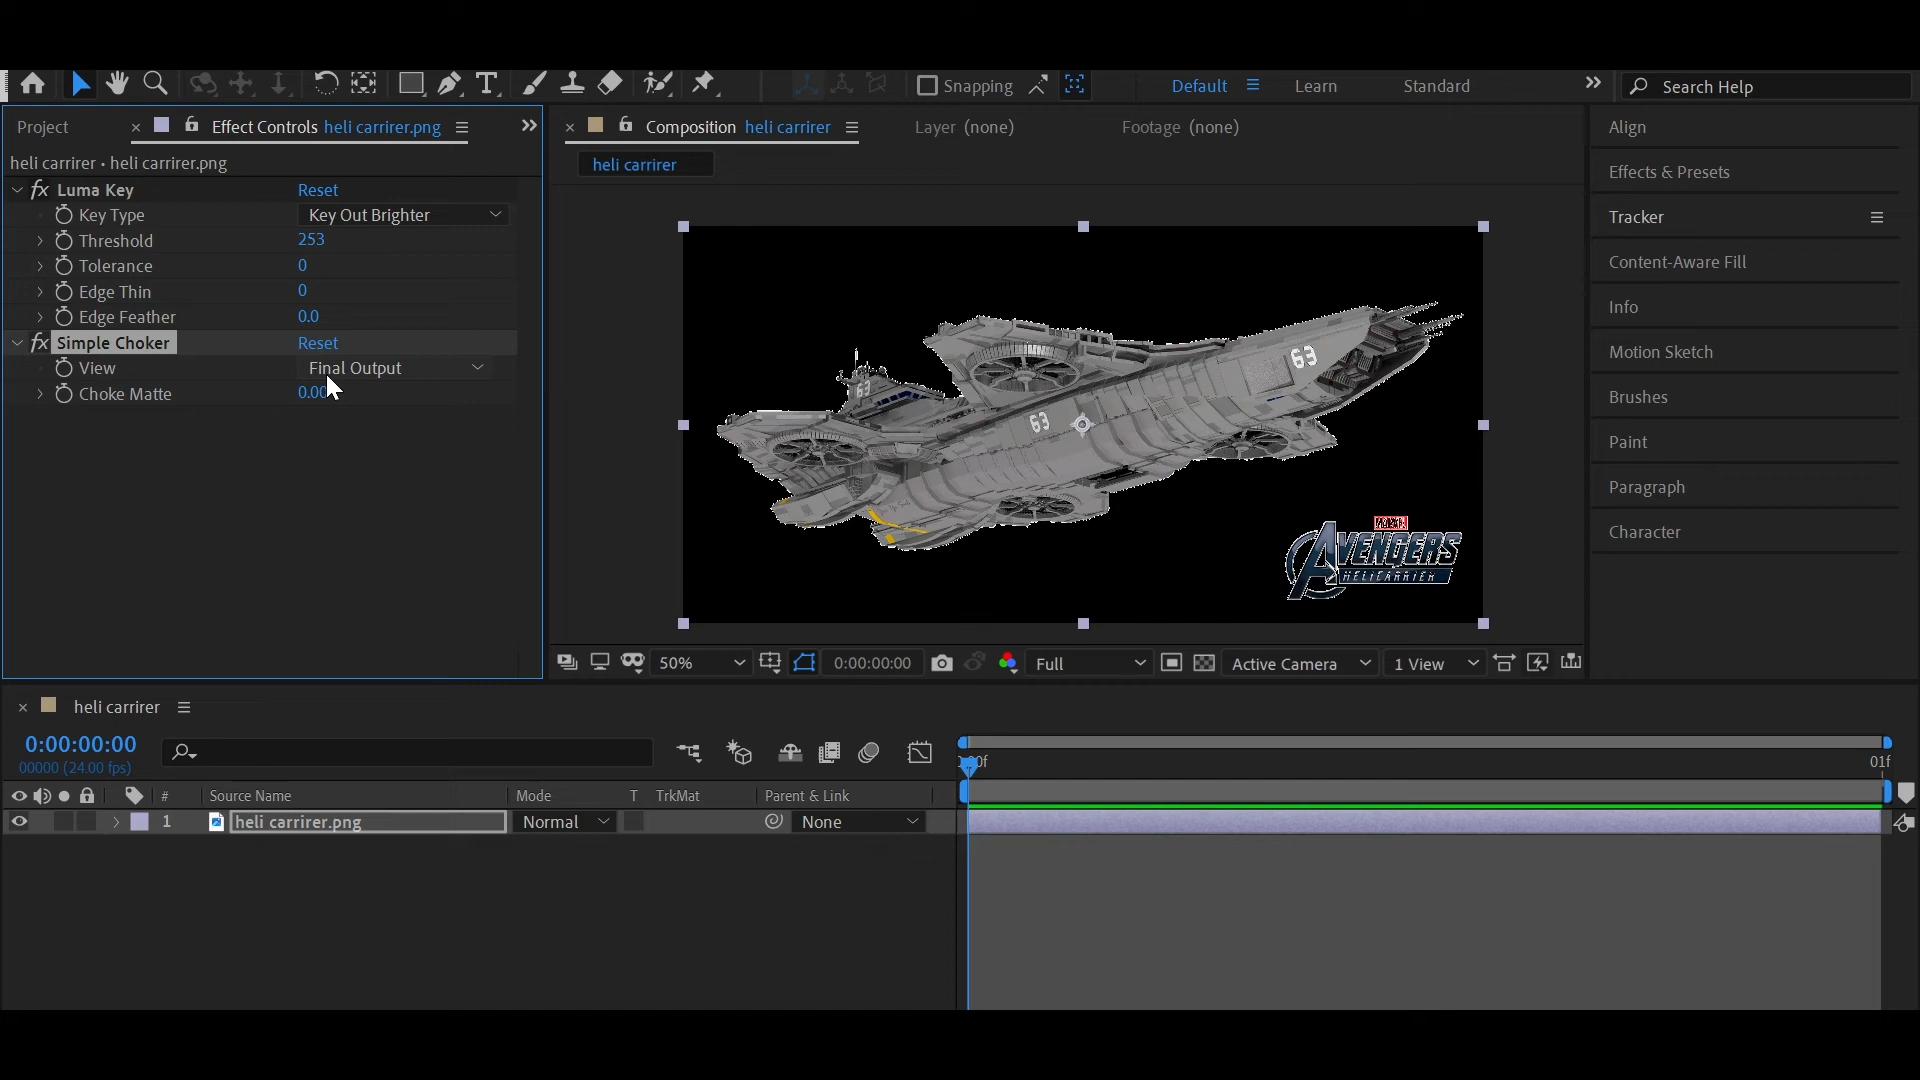 Snapping
Default
Learn
Standard
Search Help
Project
Effect Controls heli carrirer.png
Composition heli carrirer
Layer (none)
Footage (none)
heli carrirer • heli carrirer.png
heli carrirer
fx Luma Key Reset
Key Type Key Out Brighter
Threshold 253
Tolerance 0
Edge Thin 0
Edge Feather 0.0
fx Simple Choker Reset
View Final Output
Choke Matte 0.00
63
63
63
MARVEL
AVENGERS
HELICARRIER
50%
0:00:00:00
Full
Active Camera
1 View
Align
Effects & Presets
Tracker
Content-Aware Fill
Info
Motion Sketch
Brushes
Paint
Paragraph
Character
heli carrirer
0:00:00:00
00000 (24.00 fps)
# Source Name Mode T TrkMat Parent & Link
1 heli carrirer.png Normal None
01f